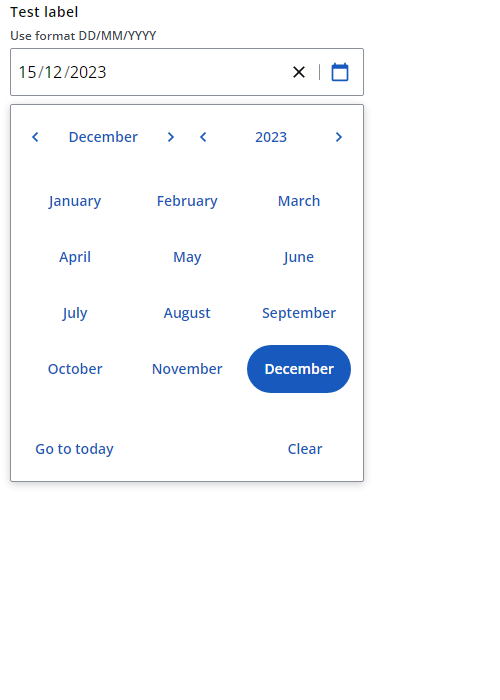 Test label
Use format DD/MM/YYYY
15/12/2023
December 2023
January February March
April May June
July August September
October November December
Go to today Clear